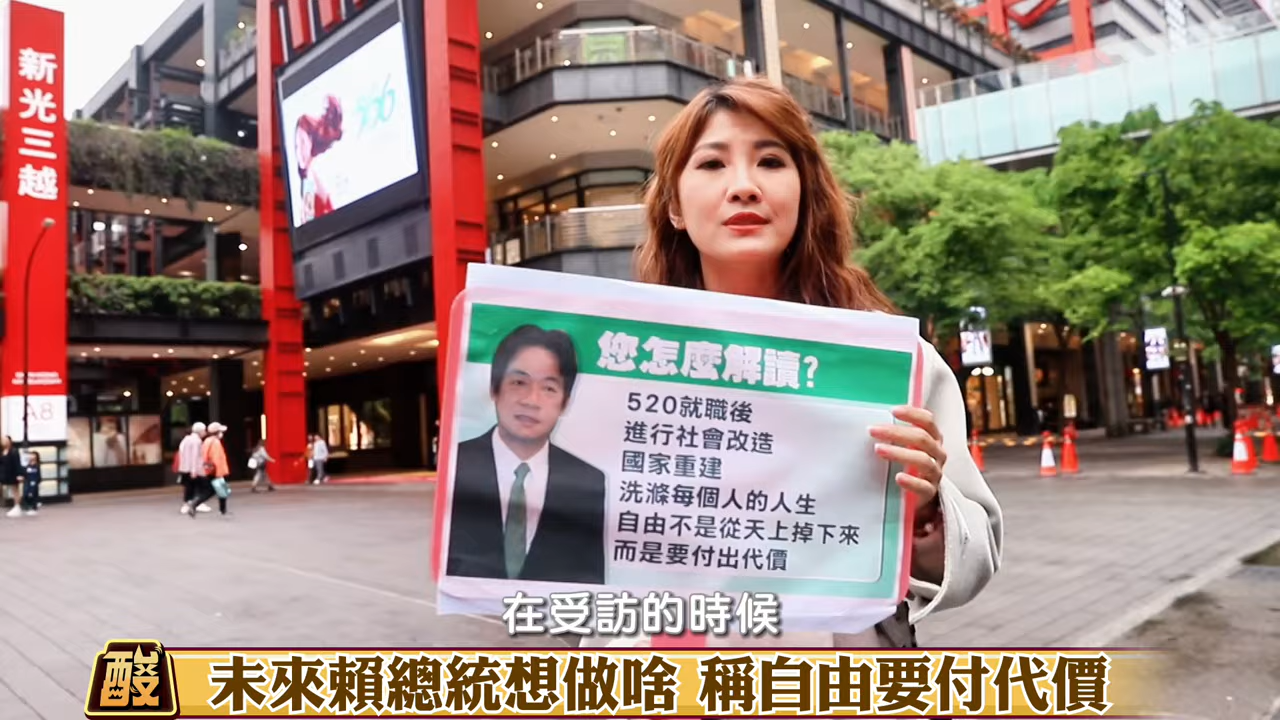 新光三越
A8
您怎麼解讀?
520就職後
進行社會改造
國家重建
洗滌每個人的人生
自由不是從天上掉下來
而是要付出代價
在受訪的時候
酸
未來賴總統想做啥 稱自由要付代價